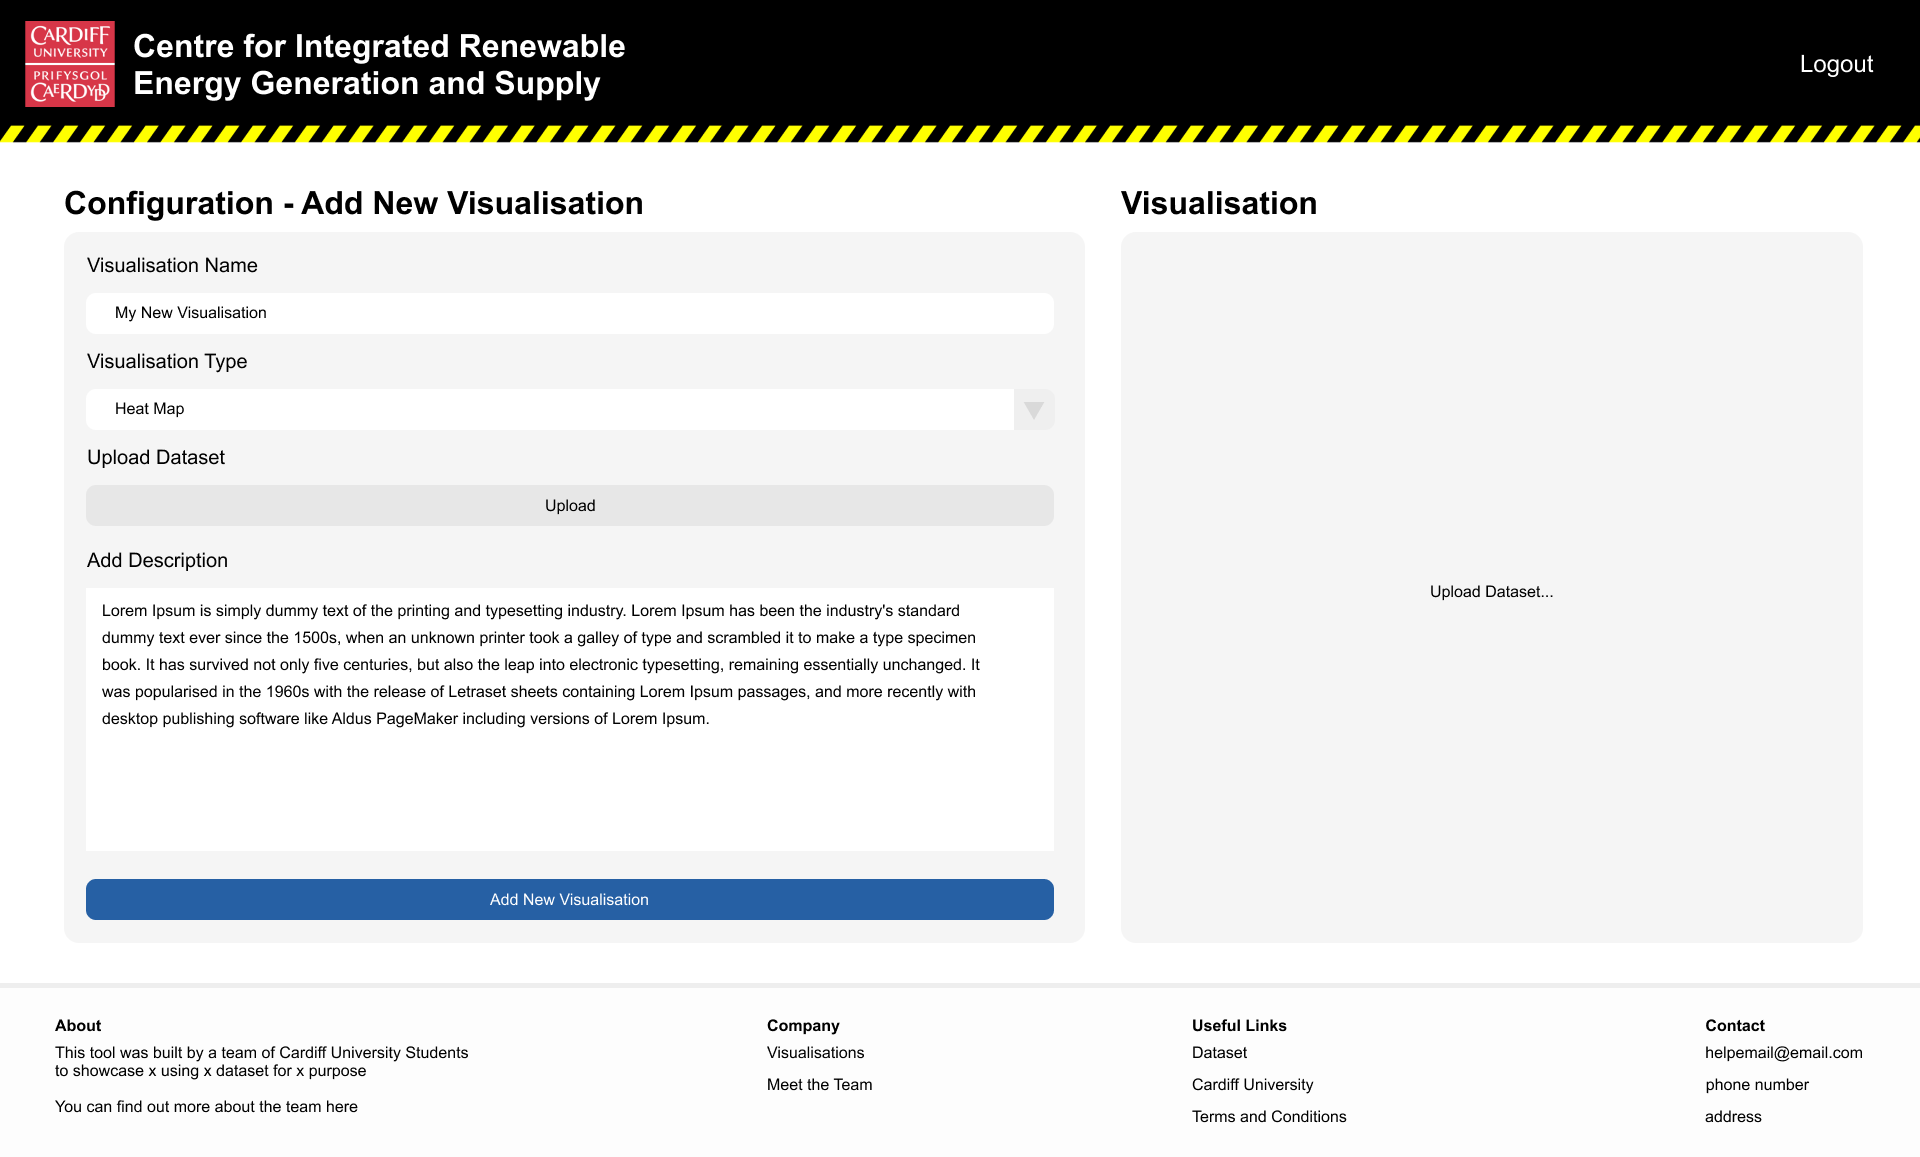 CARDIFF
UNIVERSITY
PRIFYSGOL
CAERDYDD
Centre for Integrated Renewable
Energy Generation and Supply
Logout
Configuration - Add New Visualisation
Visualisation Name
My New Visualisation
Visualisation Type
Heat Map
Upload Dataset
Upload
Add Description
Lorem Ipsum is simply dummy text of the printing and typesetting industry. Lorem Ipsum has been the industry's standard
dummy text ever since the 1500s, when an unknown printer took a galley of type and scrambled it to make a type specimen
book. It has survived not only five centuries, but also the leap into electronic typesetting, remaining essentially unchanged. It
was popularised in the 1960s with the release of Letraset sheets containing Lorem Ipsum passages, and more recently with
desktop publishing software like Aldus PageMaker including versions of Lorem Ipsum.
Add New Visualisation
Visualisation
Upload Dataset...
About
This tool was built by a team of Cardiff University Students
to showcase x using x dataset for x purpose
You can find out more about the team here
Company
Visualisations
Meet the Team
Useful Links
Dataset
Cardiff University
Terms and Conditions
Contact
helpemail@email.com
phone number
address